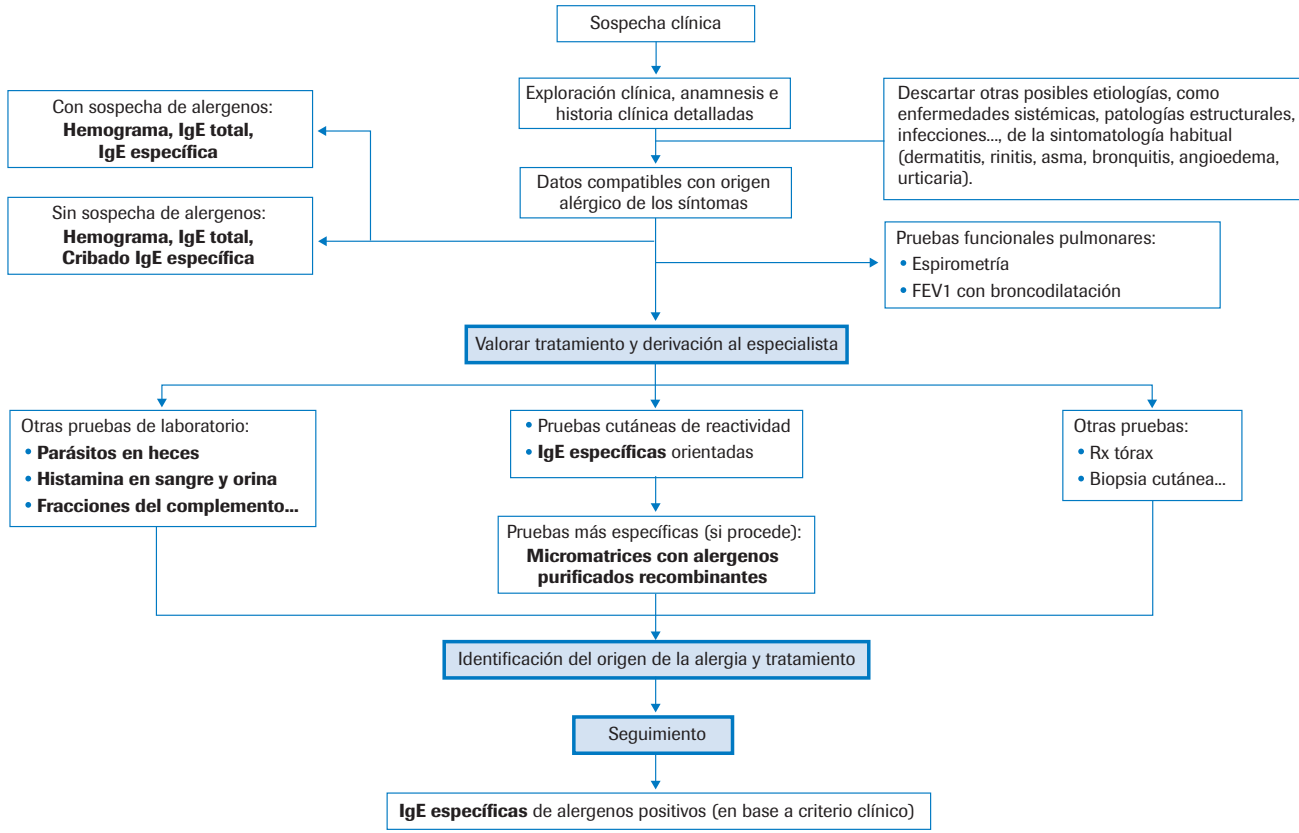 Sospecha clínica
Exploración clínica, anamnesis e
historia clínica detalladas
Descartar otras posibles etiologías, como
enfermedades sistémicas, patologías estructurales,
infecciones..., de la sintomatología habitual
(dermatitis, rinitis, asma, bronquitis, angioedema,
urticaria).
Con sospecha de alergenos:
Hemograma, IgE total,
IgE específica
Datos compatibles con origen
alérgico de los síntomas
Sin sospecha de alergenos:
Hemograma, IgE total,
Cribado IgE específica
Pruebas funcionales pulmonares:
• Espirometría
• FEV1 con broncodilatación
Valorar tratamiento y derivación al especialista
Otras pruebas de laboratorio:
• Parásitos en heces
• Histamina en sangre y orina
• Fracciones del complemento...
• Pruebas cutáneas de reactividad
• IgE específicas orientadas
Otras pruebas:
• Rx tórax
• Biopsia cutánea...
Pruebas más específicas (si procede):
Micromatrices con alergenos
purificados recombinantes
Identificación del origen de la alergia y tratamiento
Seguimiento
IgE específicas de alergenos positivos (en base a criterio clínico)